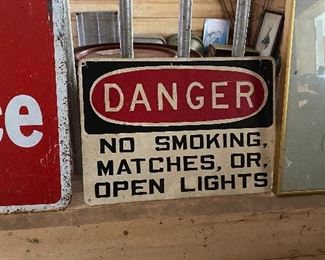 DANGER
NO SMOKING,
MATCHES, OR,
OPEN LIGHTS
ce